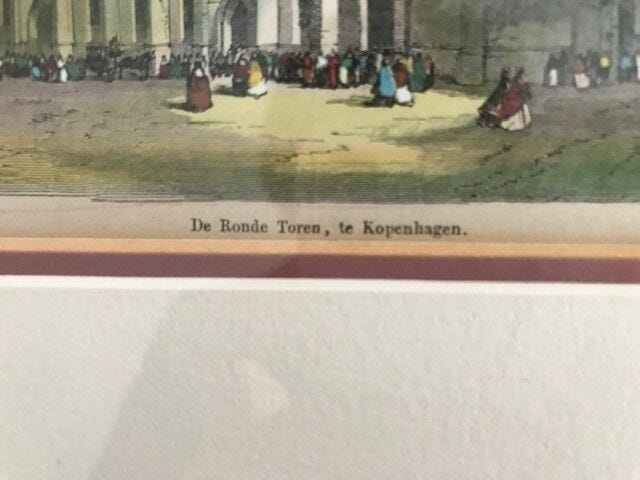 De Ronde Toren, te Kopenhagen.